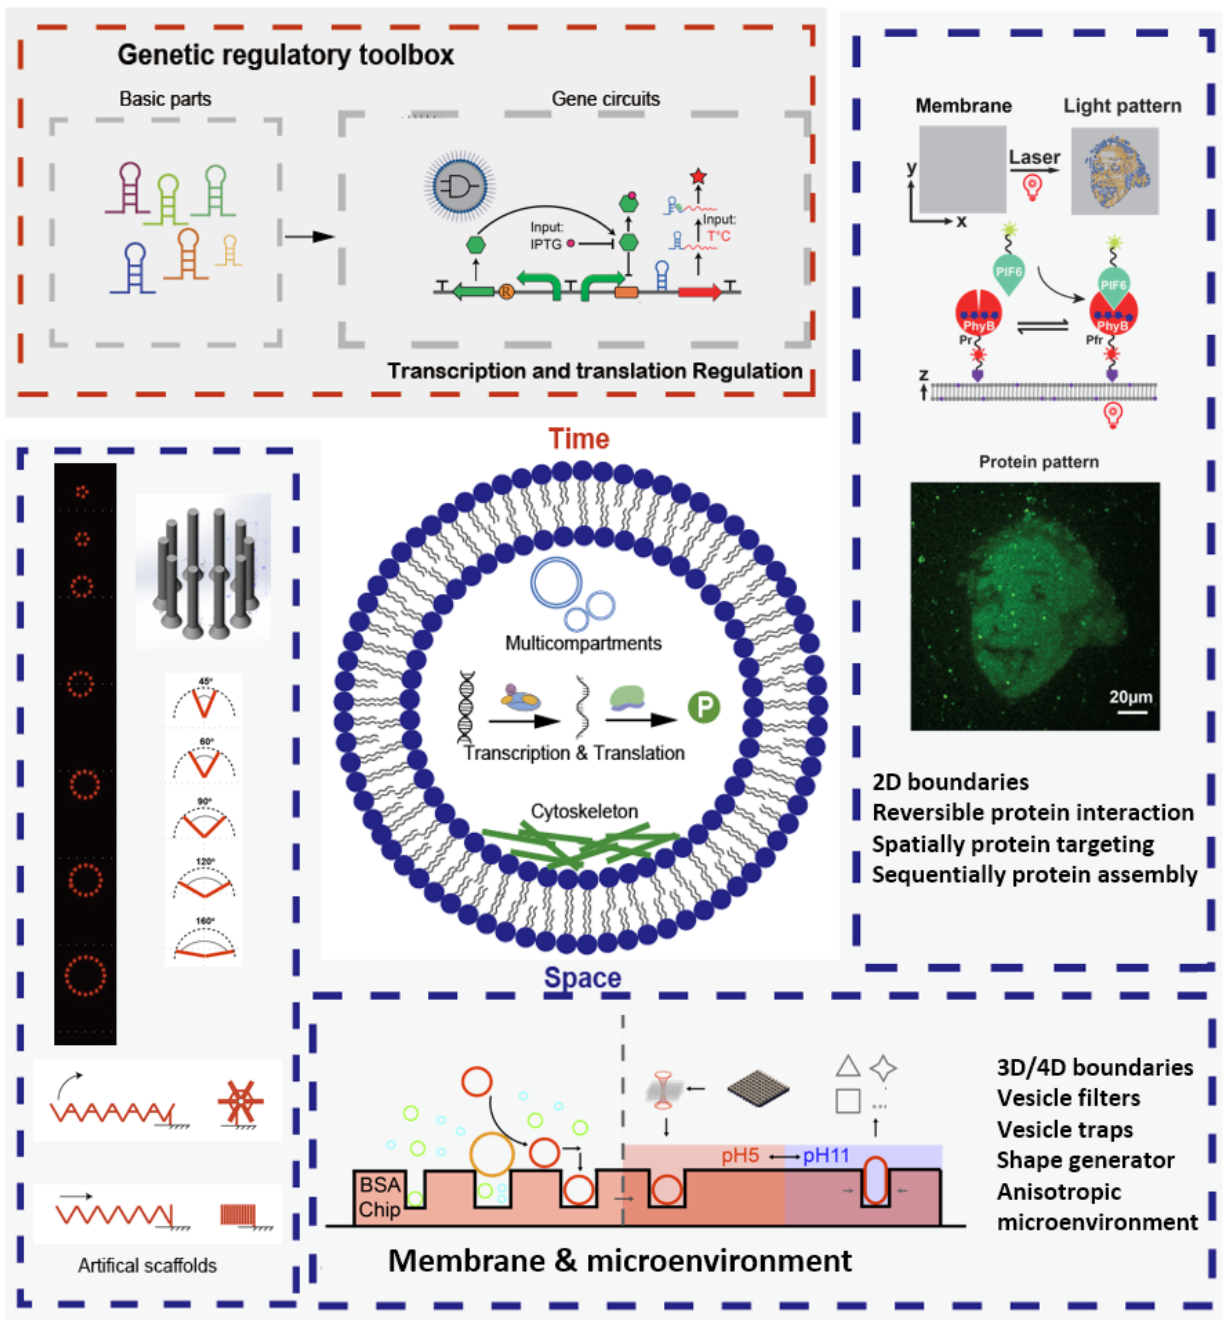 Genetic regulatory toolbox
Basic parts
Gene circuits
Input:
IPTG
Input:
T°C
R
Transcription and translation Regulation
Membrane
Light pattern
y
Laser
x
PIF6
PIF6
PhyB
PhyB
Pr
Pfr
z
Protein pattern
20μm
2D boundaries
Reversible protein interaction
Spatially protein targeting
Sequentially protein assembly
Time
Multicompartments
P
Transcription & Translation
Cytoskeleton
Space
45°
60°
90°
120°
160°
Artifical scaffolds
pH5
pH11
BSA
Chip
...
3D/4D boundaries
Vesicle filters
Vesicle traps
Shape generator
Anisotropic
microenvironment
Membrane & microenvironment